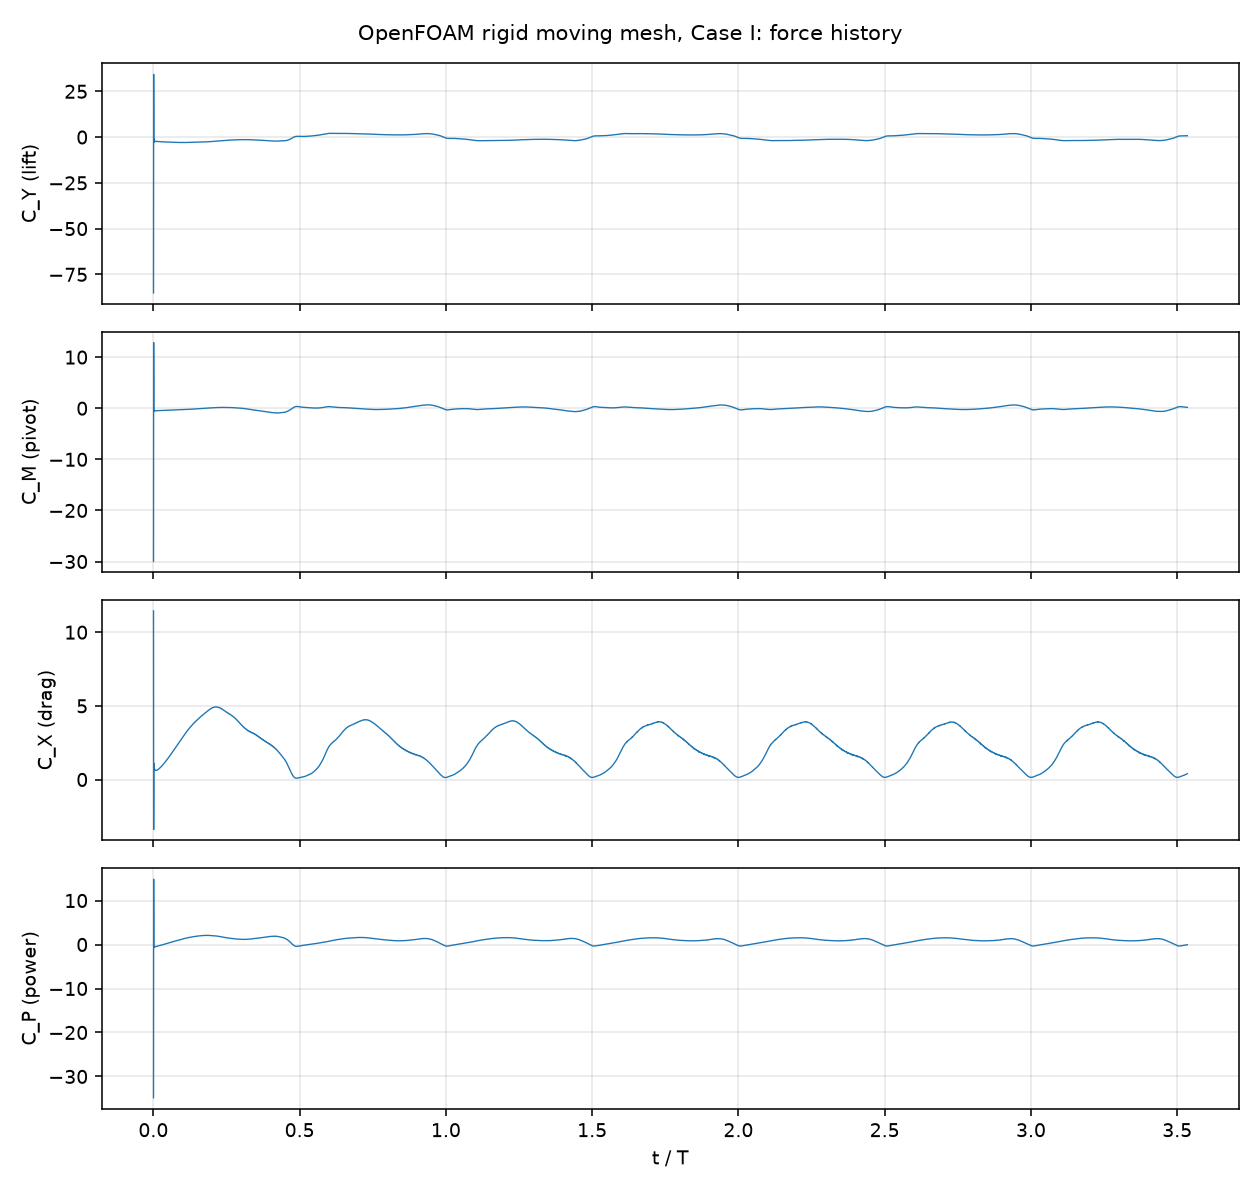 OpenFOAM rigid moving mesh, Case I: force history
C_Y (lift)
25
0
−25
−50
−75
C_M (pivot)
10
0
−10
−20
−30
C_X (drag)
10
5
0
C_P (power)
10
0
−10
−20
−30
0.0 0.5 1.0 1.5 2.0 2.5 3.0 3.5
t / T